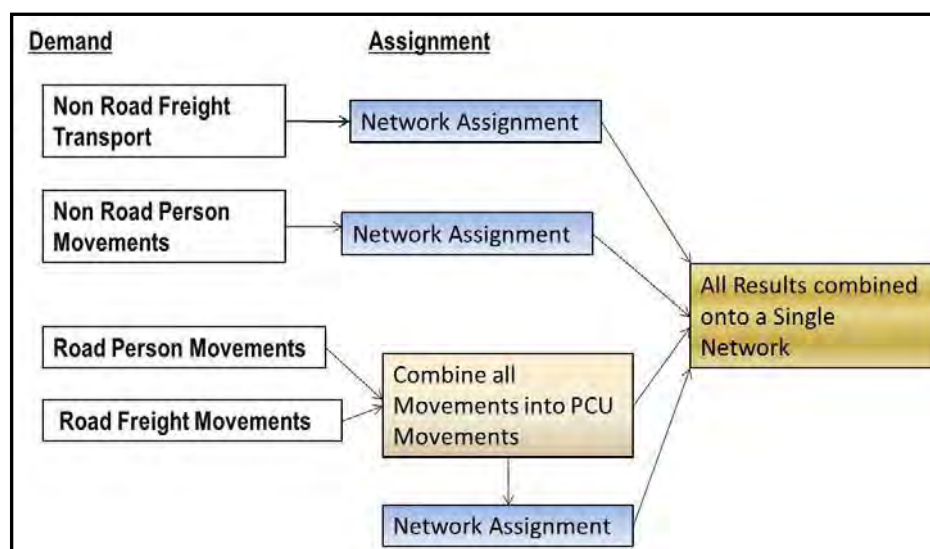 Demand
Assignment
Non Road Freight
Transport
Network Assignment
Non Road Person
Movements
Network Assignment
All Results combined
onto a Single
Network
Road Person Movements
Road Freight Movements
Combine all
Movements into PCU
Movements
Network Assignment